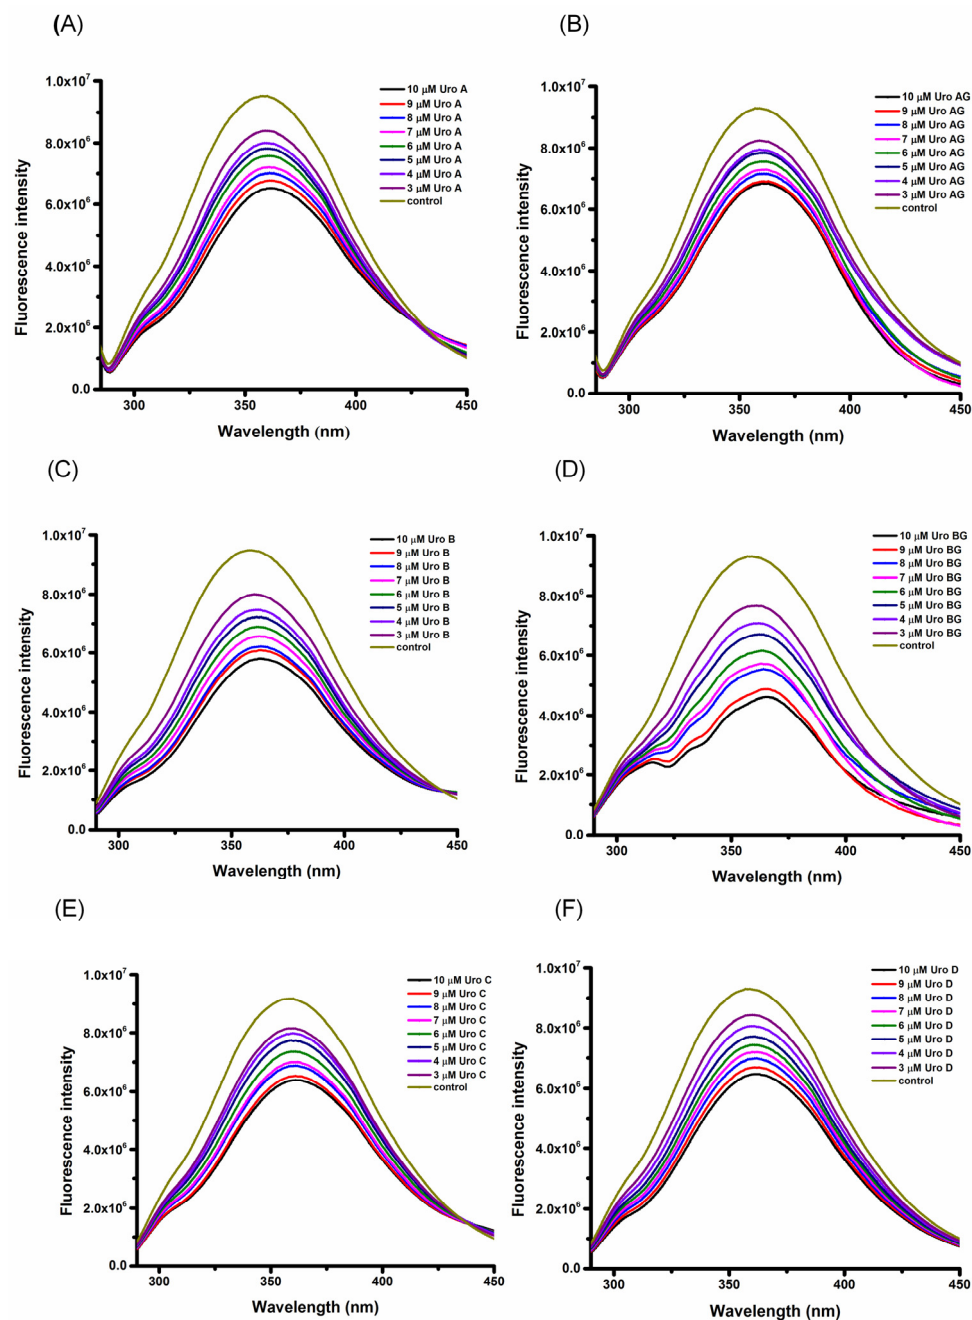 (A)
1.0x10⁷
8.0x10⁶
6.0x10⁶
4.0x10⁶
2.0x10⁶
0.0
Fluorescence intensity
300
350
400
450
Wavelength (nm)
10 μM Uro A
9 μM Uro A
8 μM Uro A
7 μM Uro A
6 μM Uro A
5 μM Uro A
4 μM Uro A
3 μM Uro A
control
(B)
1.0x10⁷
8.0x10⁶
6.0x10⁶
4.0x10⁶
2.0x10⁶
0.0
Fluorescence intensity
300
350
400
450
Wavelength (nm)
10 μM Uro AG
9 μM Uro AG
8 μM Uro AG
7 μM Uro AG
6 μM Uro AG
5 μM Uro AG
4 μM Uro AG
3 μM Uro AG
control
(C)
1.0x10⁷
8.0x10⁶
6.0x10⁶
4.0x10⁶
2.0x10⁶
0.0
Fluorescence intensity
300
350
400
450
Wavelength (nm)
10 μM Uro B
9 μM Uro B
8 μM Uro B
7 μM Uro B
6 μM Uro B
5 μM Uro B
4 μM Uro B
3 μM Uro B
control
(D)
1.0x10⁷
8.0x10⁶
6.0x10⁶
4.0x10⁶
2.0x10⁶
0.0
Fluorescence intensity
300
350
400
450
Wavelength (nm)
10 μM Uro BG
9 μM Uro BG
8 μM Uro BG
7 μM Uro BG
6 μM Uro BG
5 μM Uro BG
4 μM Uro BG
3 μM Uro BG
control
(E)
1.0x10⁷
8.0x10⁶
6.0x10⁶
4.0x10⁶
2.0x10⁶
0.0
Fluorescence intensity
300
350
400
450
Wavelength (nm)
10 μM Uro C
9 μM Uro C
8 μM Uro C
7 μM Uro C
6 μM Uro C
5 μM Uro C
4 μM Uro C
3 μM Uro C
control
(F)
1.0x10⁷
8.0x10⁶
6.0x10⁶
4.0x10⁶
2.0x10⁶
0.0
Fluorescence intensity
300
350
400
450
Wavelength (nm)
10 μM Uro D
9 μM Uro D
8 μM Uro D
7 μM Uro D
6 μM Uro D
5 μM Uro D
4 μM Uro D
3 μM Uro D
control